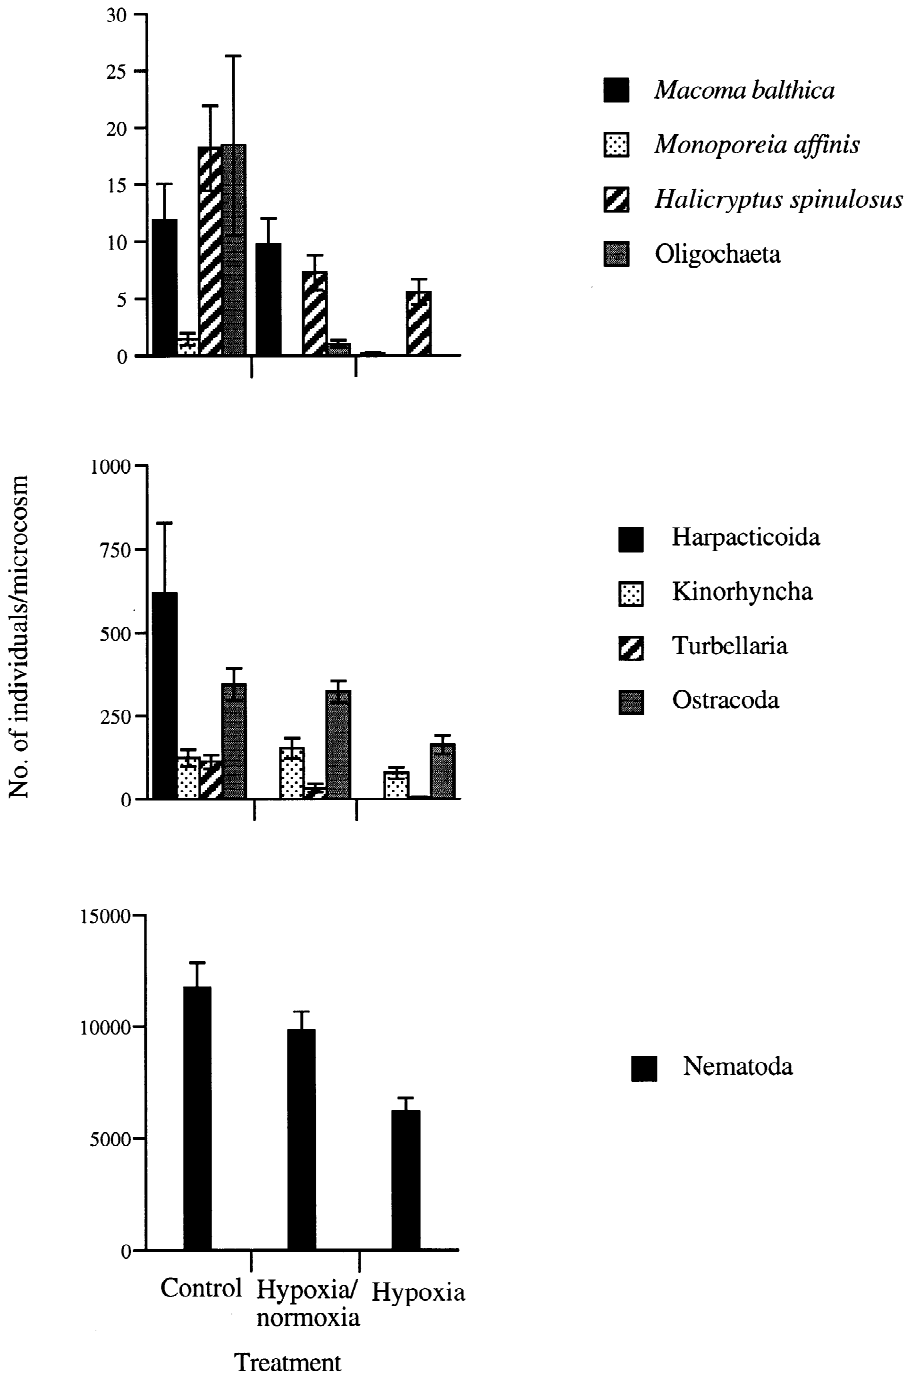 30
25
20
15
10
5
0
Macoma balthica
Monoporeia affinis
Halicryptus spinulosus
Oligochaeta
No. of individuals/microcosm
1000
750
500
250
0
Harpacticoida
Kinorhyncha
Turbellaria
Ostracoda
15000
10000
5000
0
Nematoda
Control
Hypoxia/
normoxia
Hypoxia
Treatment